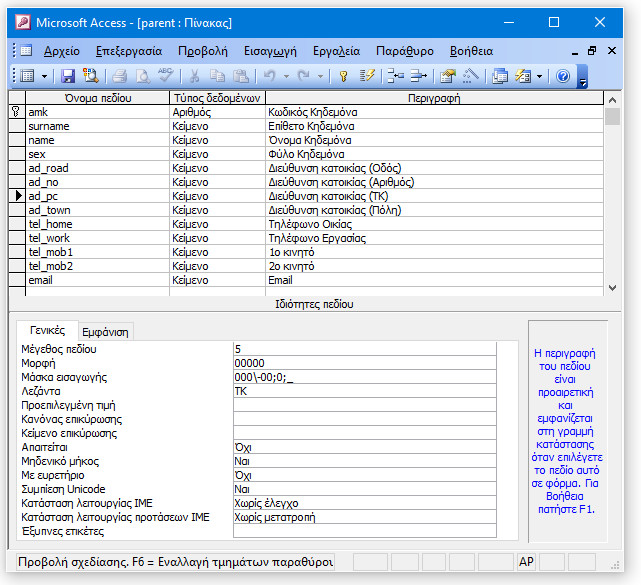 Microsoft Access - [parent : Πίνακας]
Αρχείο Επεξεργασία Προβολή Εισαγωγή Εργαλεία Παράθυρο Βοήθεια
Όνομα πεδίου Τύπος δεδομένων Περιγραφή
amk Αριθμός Κωδικός Κηδεμόνα
surname Κείμενο Επίθετο Κηδεμόνα
name Κείμενο Όνομα Κηδεμόνα
sex Κείμενο Φύλο Κηδεμόνα
ad_road Κείμενο Διεύθυνση κατοικίας (Οδός)
ad_no Κείμενο Διεύθυνση κατοικίας (Αριθμός)
ad_pc Κείμενο Διεύθυνση κατοικίας (ΤΚ)
ad_town Κείμενο Διεύθυνση κατοικίας (Πόλη)
tel_home Κείμενο Τηλέφωνο Οικίας
tel_work Κείμενο Τηλέφωνο Εργασίας
tel_mob1 Κείμενο 1ο κινητό
tel_mob2 Κείμενο 2ο κινητό
email Κείμενο Email
Ιδιότητες πεδίου
Γενικές Εμφάνιση
Μέγεθος πεδίου 5
Μορφή 00000
Μάσκα εισαγωγής 000\-00;0;_
Λεζάντα ΤΚ
Προεπιλεγμένη τιμή
Κανόνας επικύρωσης
Κείμενο επικύρωσης
Απαιτείται Όχι
Μηδενικό μήκος Ναι
Με ευρετήριο Όχι
Συμπίεση Unicode Ναι
Κατάσταση λειτουργίας IME Χωρίς έλεγχο
Κατάσταση λειτουργίας προτάσεων IME Χωρίς μετατροπή
Έξυπνες ετικέτες
Η περιγραφή
του πεδίου
είναι
προαιρετική
και
εμφανίζεται
στη γραμμή
κατάστασης
όταν επιλέγετε
το πεδίο αυτό
σε φόρμα. Για
Βοήθεια
πατήστε F1.
Προβολή σχεδίασης. F6 = Εναλλαγή τμημάτων παραθύρου ΑΡ